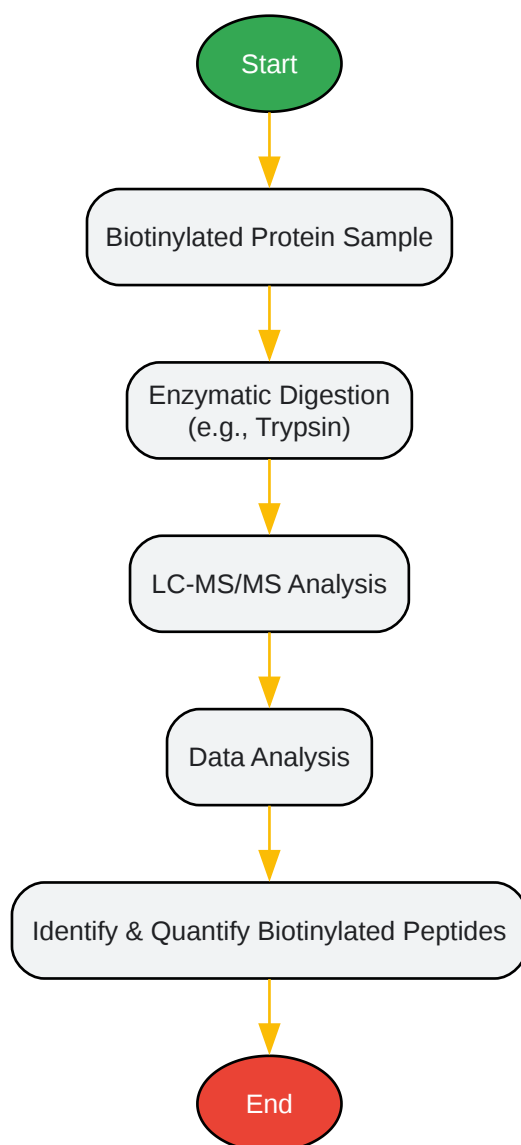 Start
Biotinylated Protein Sample
Enzymatic Digestion
(e.g., Trypsin)
LC-MS/MS Analysis
Data Analysis
Identify & Quantify Biotinylated Peptides
End